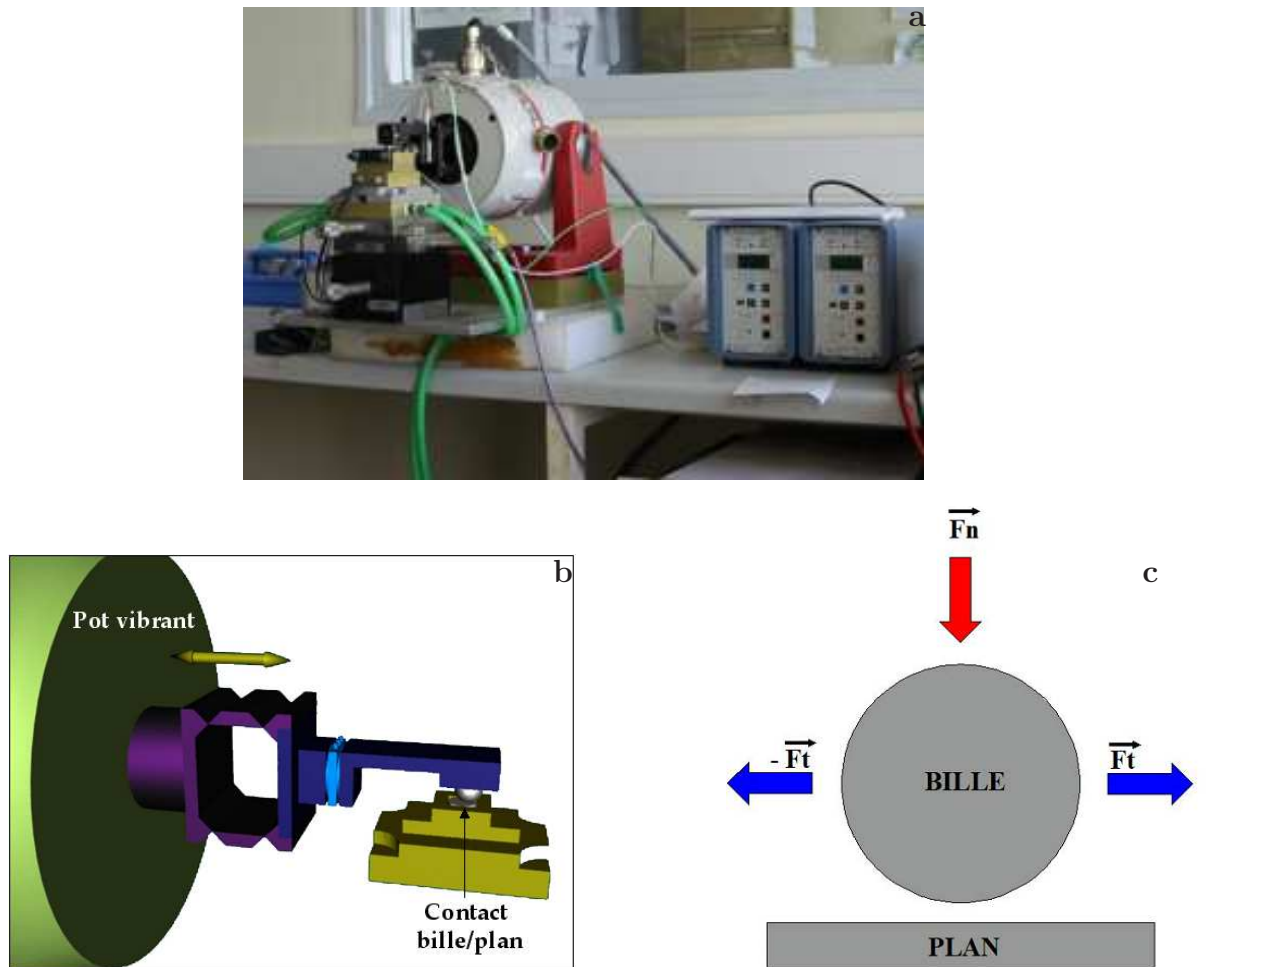 a
b
Pot vibrant
Contact
bille/plan
c
Fn
- Ft
Ft
BILLE
PLAN